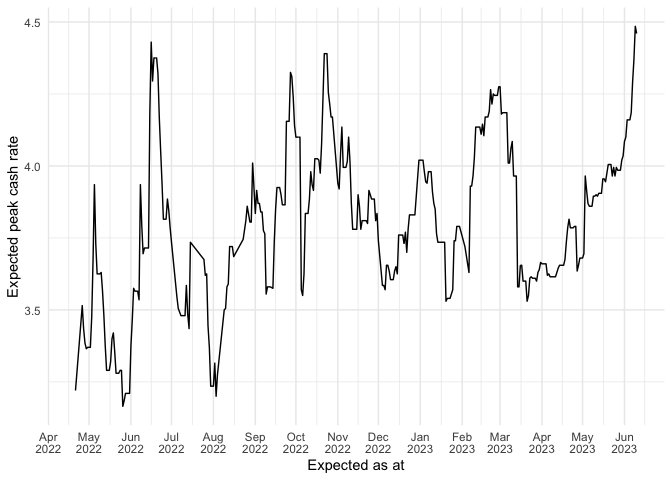 4.5
4.0
3.5
Expected peak cash rate
Apr May Jun Jul Aug Sep Oct Nov Dec Jan Feb Mar Apr May Jun
2022 2022 2022 2022 2022 2022 2022 2022 2022 2023 2023 2023 2023 2023 2023
Expected as at